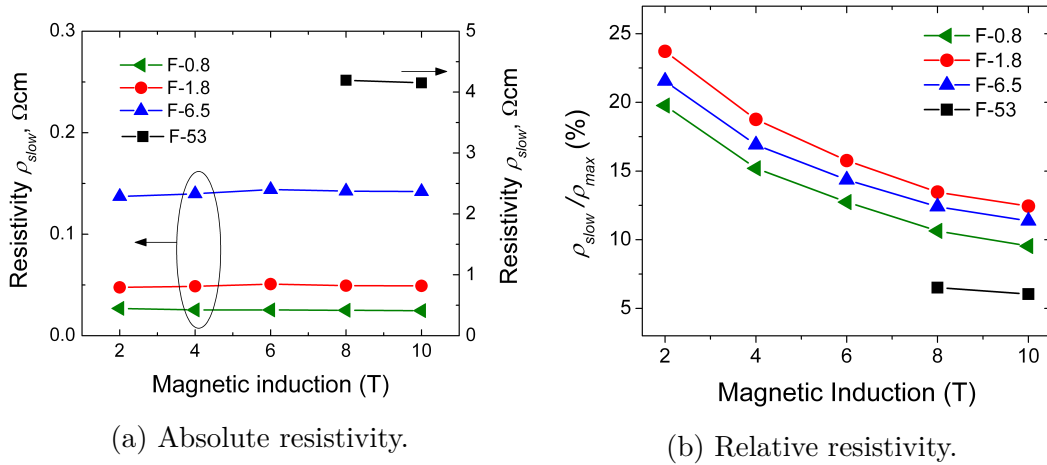 0.3
0.2
0.1
0.0
Resistivity ρslow, Ωcm
F-0.8
F-1.8
F-6.5
F-53
5
4
3
2
1
0
Resistivity ρslow, Ωcm
2 4 6 8 10
Magnetic induction (T)
(a) Absolute resistivity.
25
20
15
10
5
ρslow/ρmax (%)
F-0.8
F-1.8
F-6.5
F-53
2 4 6 8 10
Magnetic Induction (T)
(b) Relative resistivity.